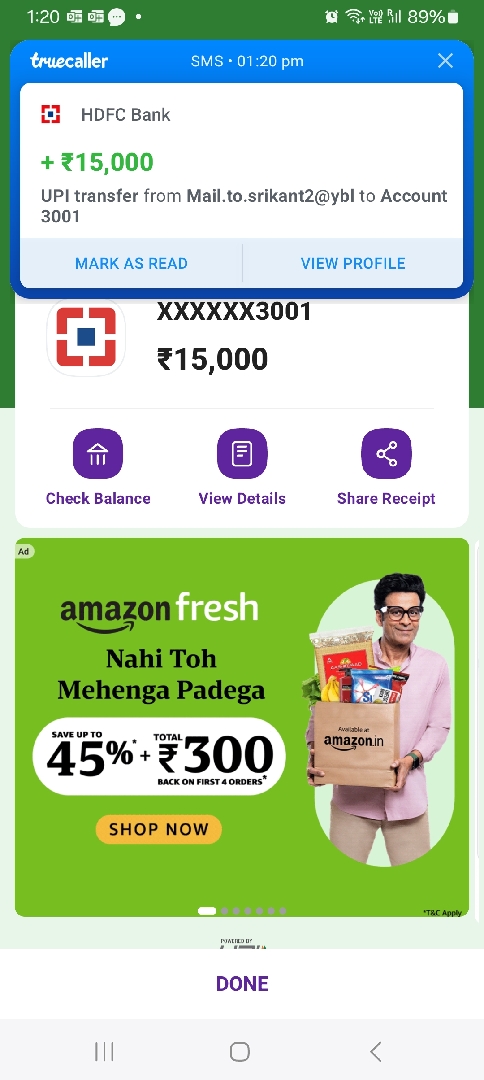 1:20
VoLTE
89%
truecaller
SMS • 01:20 pm
HDFC Bank
+ ₹15,000
UPI transfer from Mail.to.srikant2@ybl to Account
3001
MARK AS READ
VIEW PROFILE
XXXXXX3001
₹15,000
Check Balance
View Details
Share Receipt
Ad
amazon fresh
Nahi Toh
Mehenga Padega
SAVE UP TO
45%*
+
TOTAL
₹300
BACK ON FIRST 4 ORDERS*
SHOP NOW
Available at
amazon.in
*T&C Apply
POWERED BY
DONE